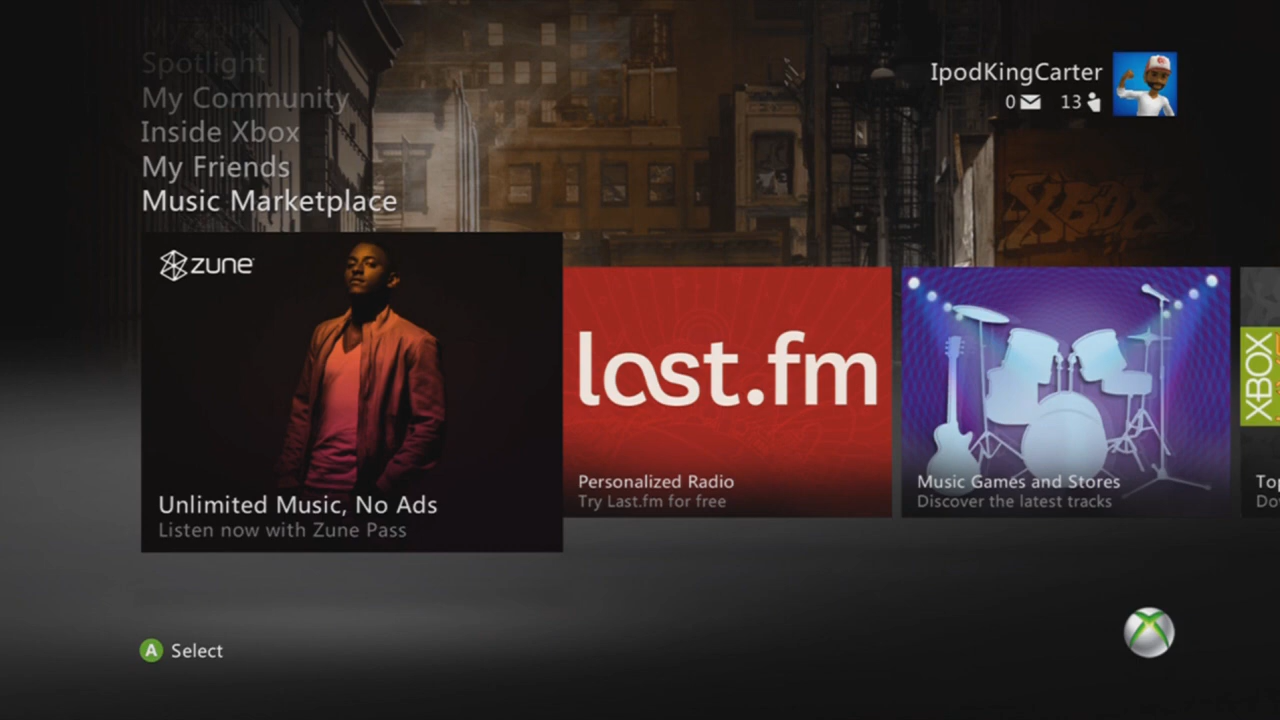 Spotlight
My Community
Inside Xbox
My Friends
Music Marketplace
IpodKingCarter
0 13
zune
Unlimited Music, No Ads
Listen now with Zune Pass
last.fm
Personalized Radio
Try Last.fm for free
Music Games and Stores
Discover the latest tracks
XBOX
XBOX
A Select